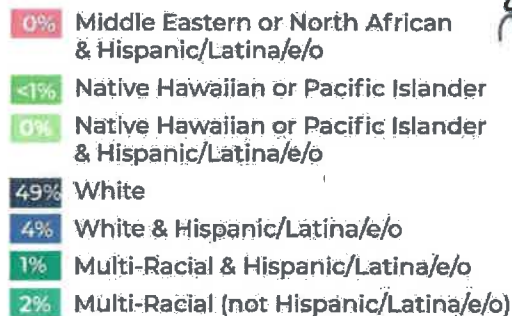 0% Middle Eastern or North African
& Hispanic/Latina/e/o
<1% Native Hawaiian or Pacific Islander
0% Native Hawaiian or Pacific Islander
& Hispanic/Latina/e/o
49% White
4% White & Hispanic/Latina/e/o
1% Multi-Racial & Hispanic/Latina/e/o
2% Multi-Racial (not Hispanic/Latina/e/o)